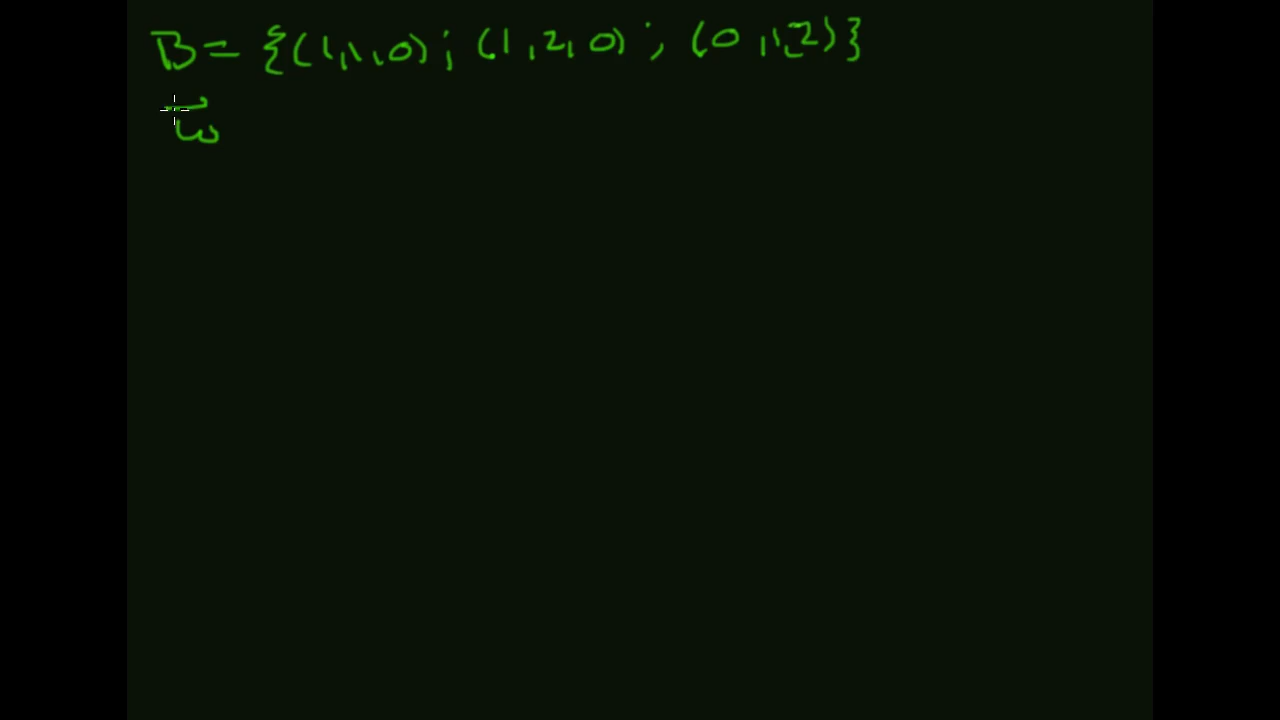 B = {(1,1,0) ; (1,2,0) ; (0,1,2)}
w⃗